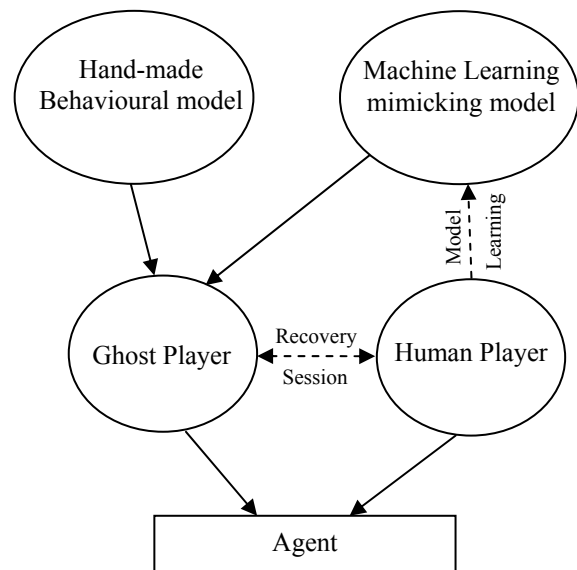 Hand-made
Behavioural model
Machine Learning
mimicking model
Model
Learning
Ghost Player
Recovery
Session
Human Player
Agent